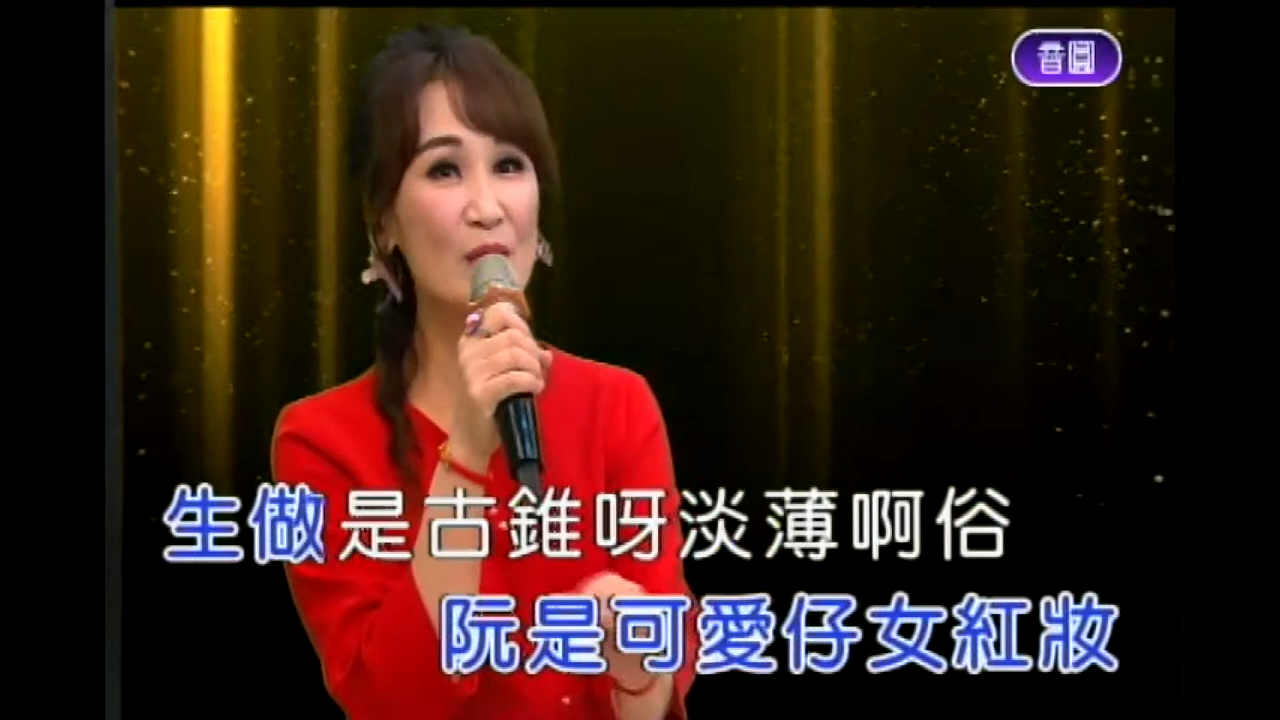 音圓
生做是古錐呀淡薄啊俗
阮是可愛仔女紅妝